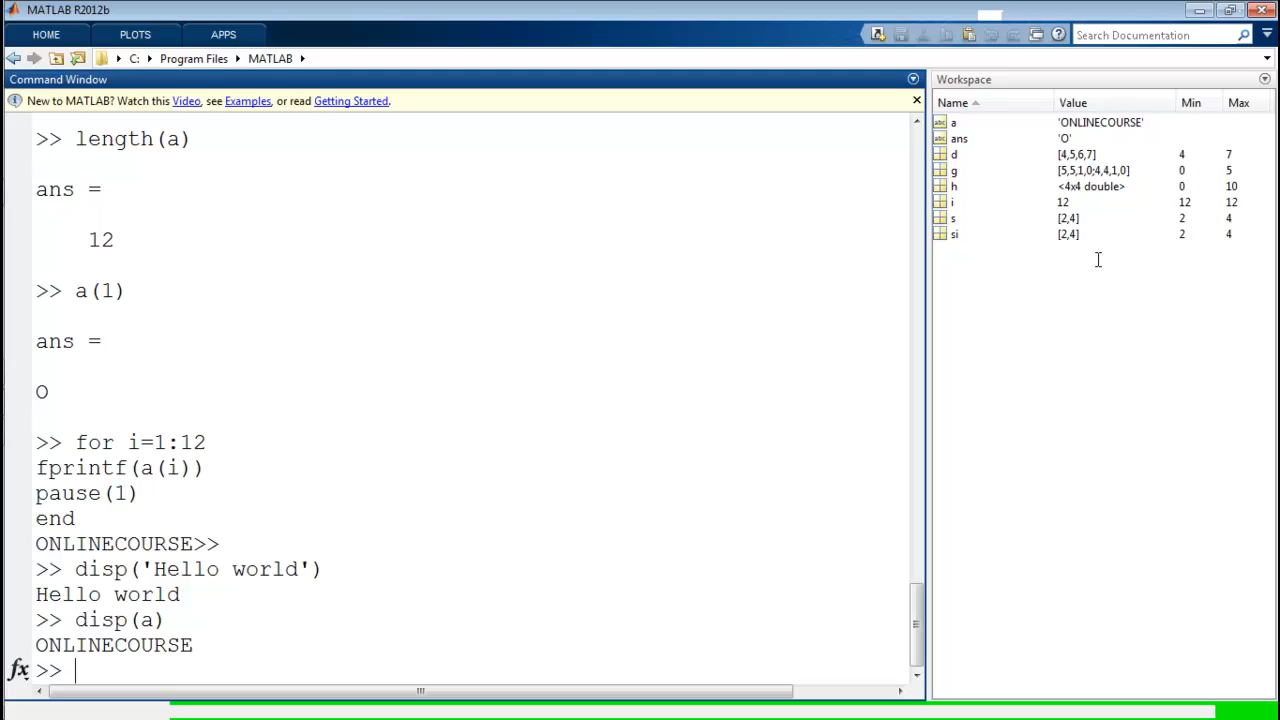 MATLAB R2012b
HOME PLOTS APPS
Search Documentation
C: Program Files MATLAB
Command Window
New to MATLAB? Watch this Video, see Examples, or read Getting Started.
>> length(a)
ans =
12
>> a(1)
ans =
O
>> for i=1:12
fprintf(a(i))
pause(1)
end
ONLINECOURSE>>
>> disp('Hello world')
Hello world
>> disp(a)
ONLINECOURSE
fx >>
Workspace
Name Value Min Max
abc a 'ONLINECOURSE'
abc ans 'O'
d [4,5,6,7] 4 7
g [5,5,1,0;4,4,1,0] 0 5
h <4x4 double> 0 10
i 12 12 12
s [2,4] 2 4
si [2,4] 2 4